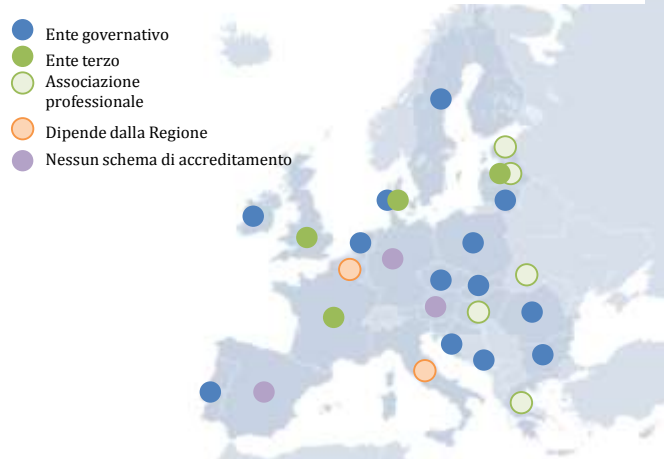 Ente governativo
Ente terzo
Associazione
professionale
Dipende dalla Regione
Nessun schema di accreditamento